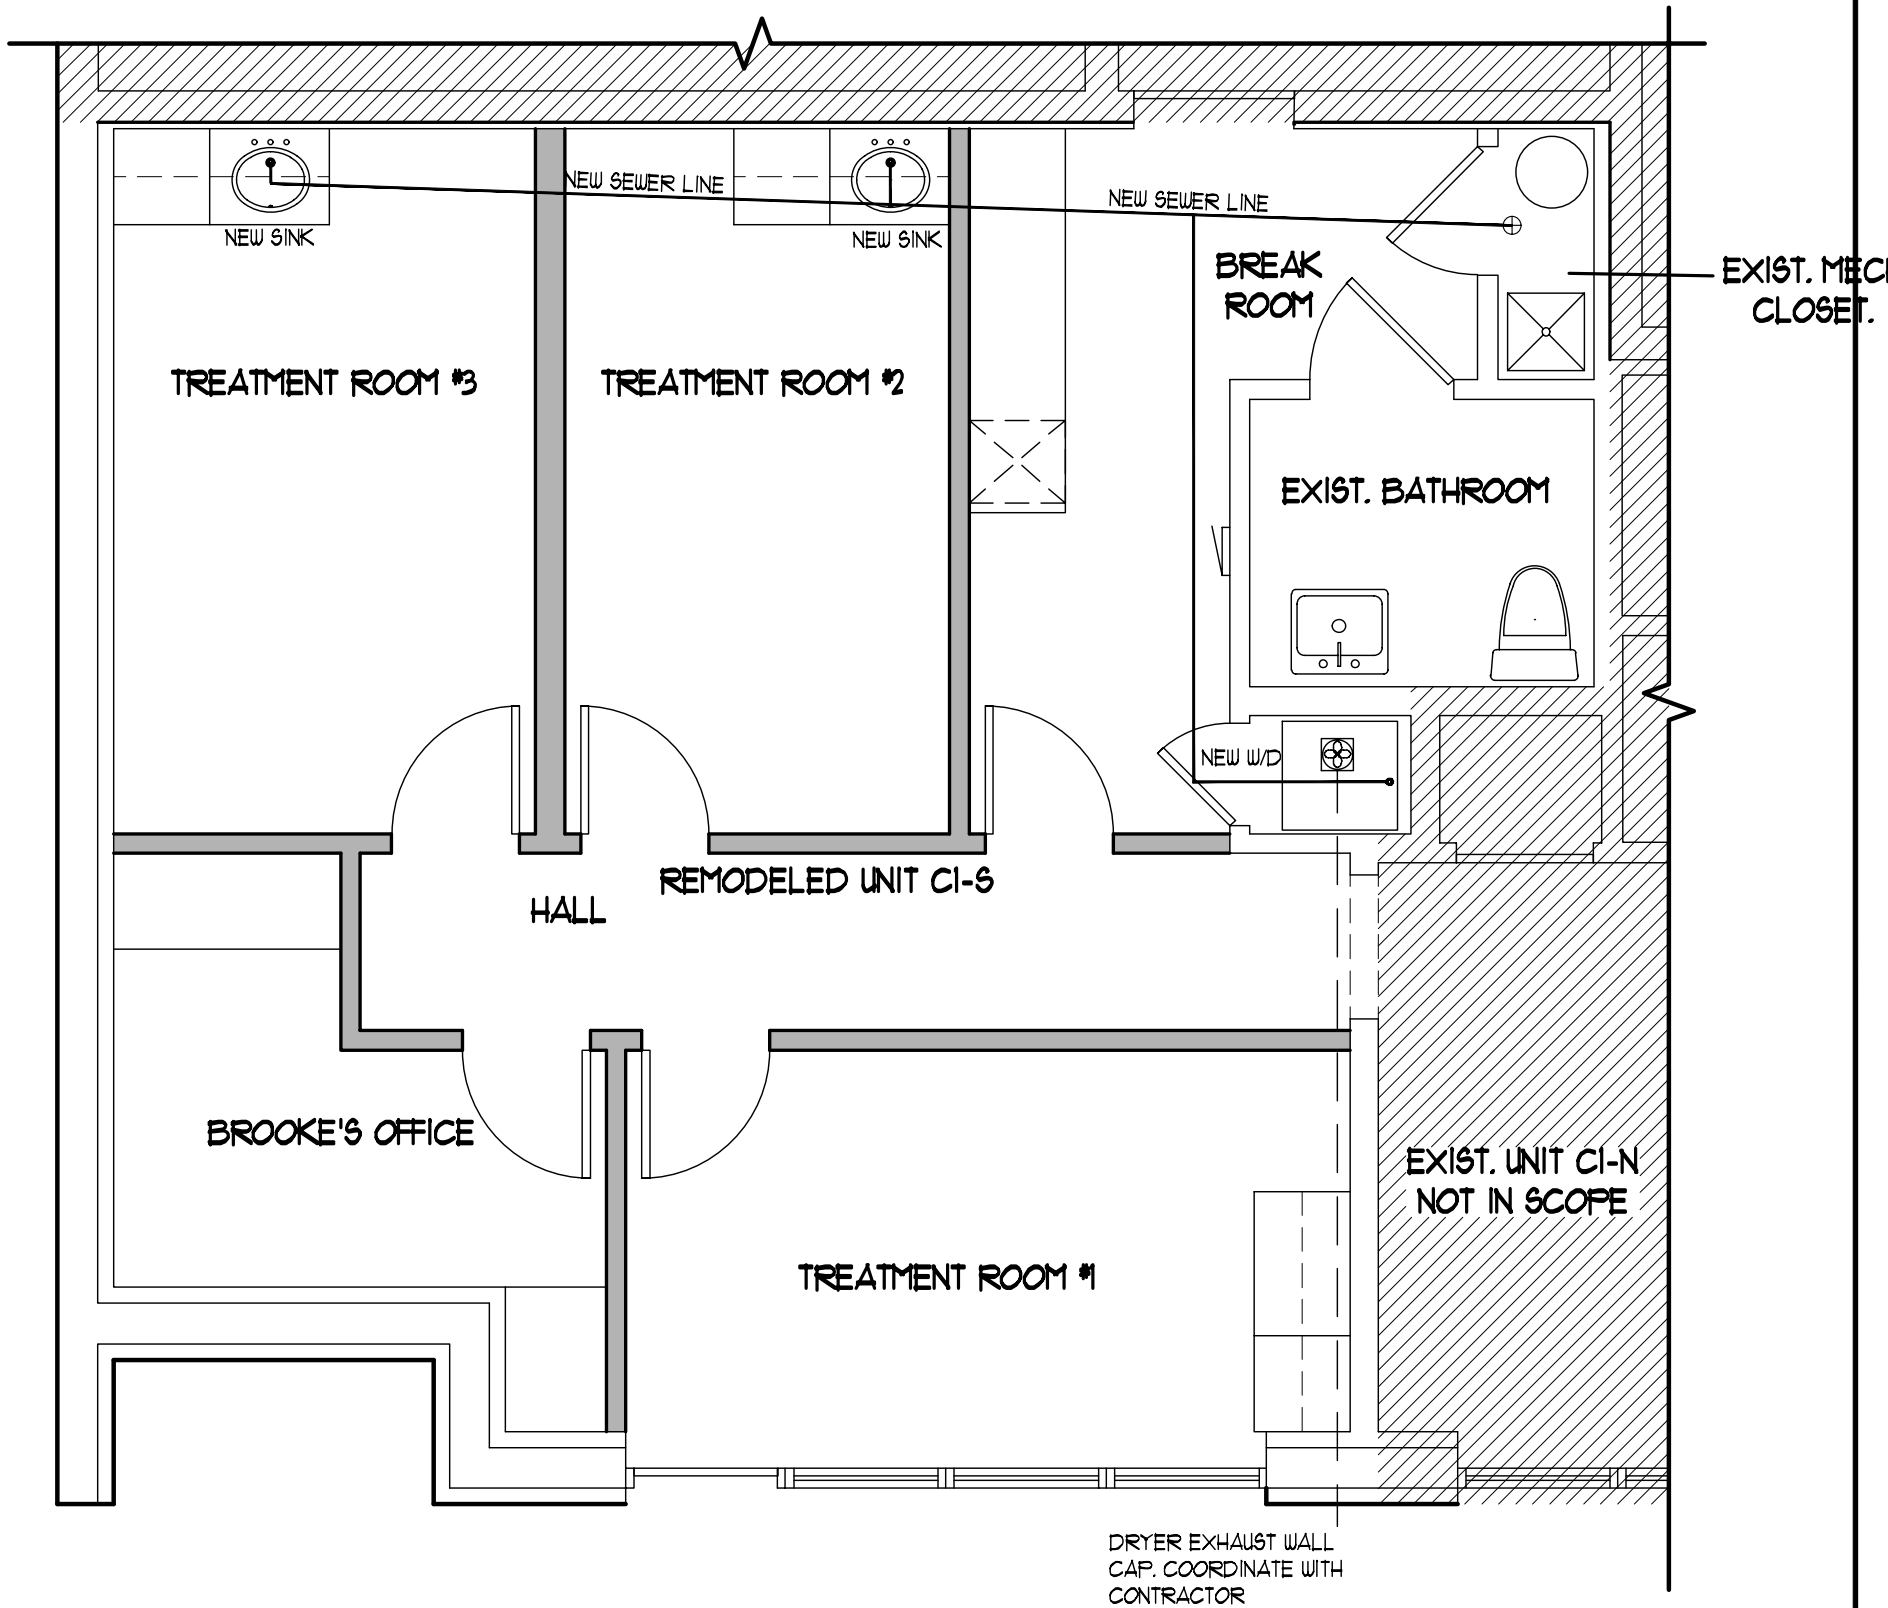 NEW SEWER LINE
NEW SEWER LINE
NEW SINK
NEW SINK
BREAK
ROOM
EXIST. MECH
CLOSET.
TREATMENT ROOM #3
TREATMENT ROOM #2
EXIST. BATHROOM
NEW W/D
REMODELED UNIT C1-S
HALL
BROOKE'S OFFICE
EXIST. UNIT C1-N
NOT IN SCOPE
TREATMENT ROOM #1
DRYER EXHAUST WALL
CAP. COORDINATE WITH
CONTRACTOR